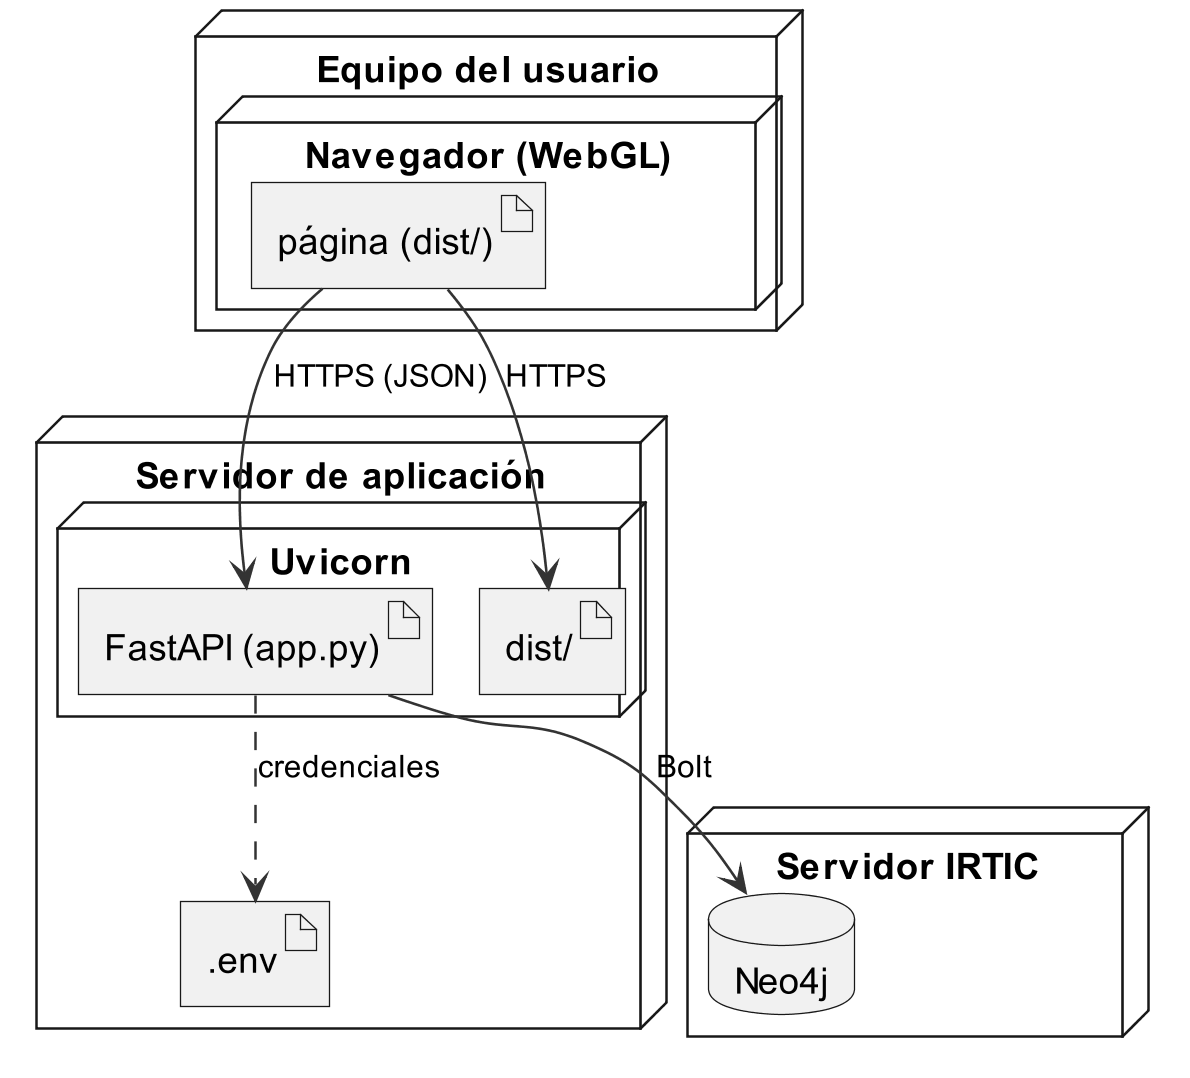 Equipo del usuario
Navegador (WebGL)
página (dist/)
HTTPS (JSON)
HTTPS
Servidor de aplicación
Uvicorn
FastAPI (app.py)
dist/
credenciales
Bolt
Servidor IRTIC
.env
Neo4j